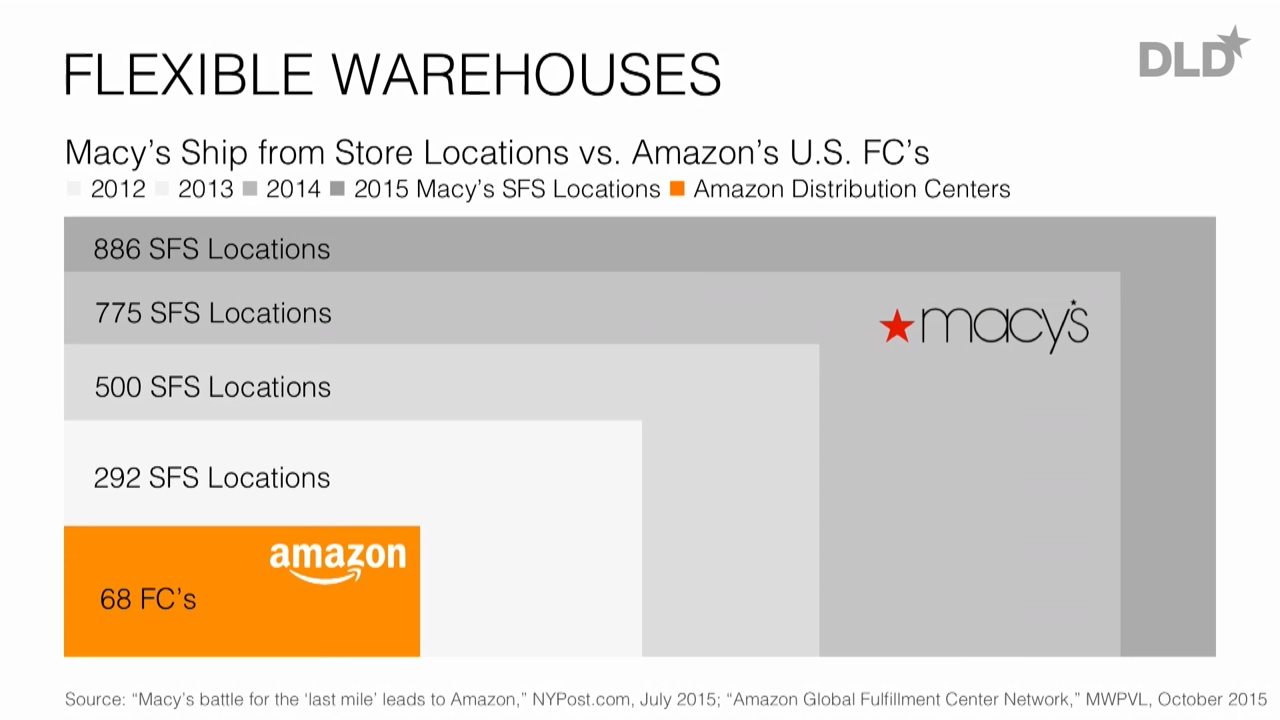 FLEXIBLE WAREHOUSES
DLD
Macy’s Ship from Store Locations vs. Amazon’s U.S. FC’s
2012 2013 2014 2015 Macy’s SFS Locations Amazon Distribution Centers
886 SFS Locations
775 SFS Locations
macy's
500 SFS Locations
292 SFS Locations
amazon
68 FC’s
Source: “Macy’s battle for the ‘last mile’ leads to Amazon,” NYPost.com, July 2015; “Amazon Global Fulfillment Center Network,” MWPVL, October 2015